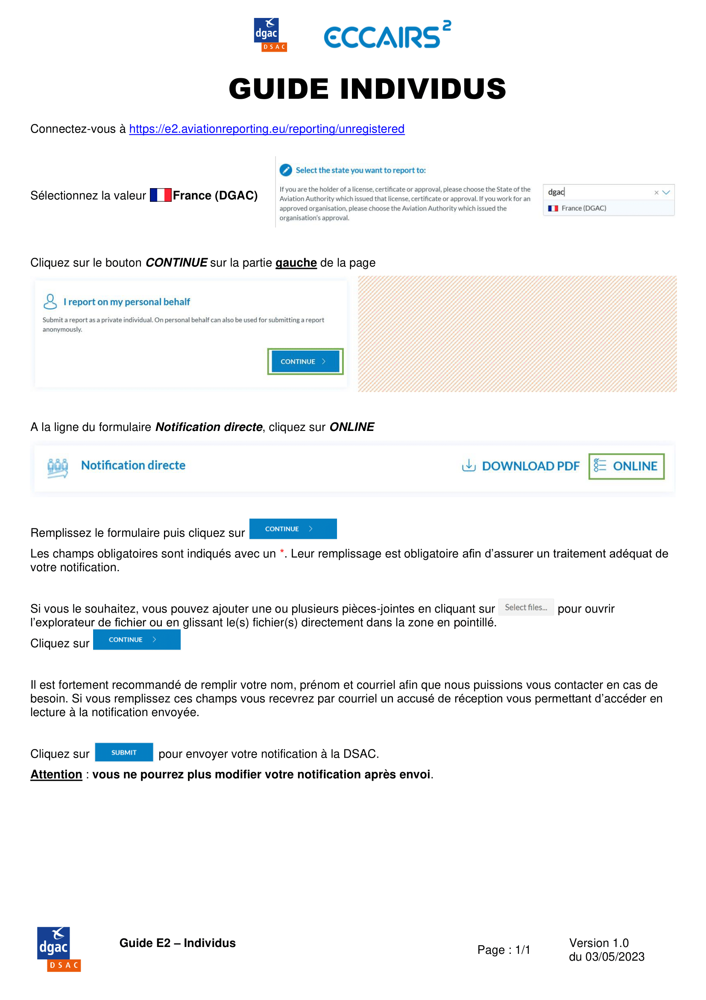 dgac
DSAC
ECCAIRS 2
GUIDE INDIVIDUS
Connectez-vous à https://e2.aviationreporting.eu/reporting/unregistered
Sélectionnez la valeur France (DGAC)
Select the state you want to report to:
If you are the holder of a license, certificate or approval, please choose the State of the
Aviation Authority which issued that license, certificate or approval. If you work for an
approved organisation, please choose the Aviation Authority which issued the
organisation's approval.
dgac
France (DGAC)
Cliquez sur le bouton CONTINUE sur la partie gauche de la page
I report on my personal behalf
Submit a report as a private individual. On personal behalf can also be used for submitting a report
anonymously.
CONTINUE
A la ligne du formulaire Notification directe, cliquez sur ONLINE
Notification directe DOWNLOAD PDF ONLINE
Remplissez le formulaire puis cliquez sur CONTINUE
Les champs obligatoires sont indiqués avec un *. Leur remplissage est obligatoire afin d'assurer un traitement adéquat de
votre notification.
Si vous le souhaitez, vous pouvez ajouter une ou plusieurs pièces-jointes en cliquant sur Select files... pour ouvrir
l'explorateur de fichier ou en glissant le(s) fichier(s) directement dans la zone en pointillé.
Cliquez sur CONTINUE
Il est fortement recommandé de remplir votre nom, prénom et courriel afin que nous puissions vous contacter en cas de
besoin. Si vous remplissez ces champs vous recevrez par courriel un accusé de réception vous permettant d'accéder en
lecture à la notification envoyée.
Cliquez sur SUBMIT pour envoyer votre notification à la DSAC.
Attention : vous ne pourrez plus modifier votre notification après envoi.
dgac
DSAC
Guide E2 – Individus
Page : 1/1
Version 1.0
du 03/05/2023